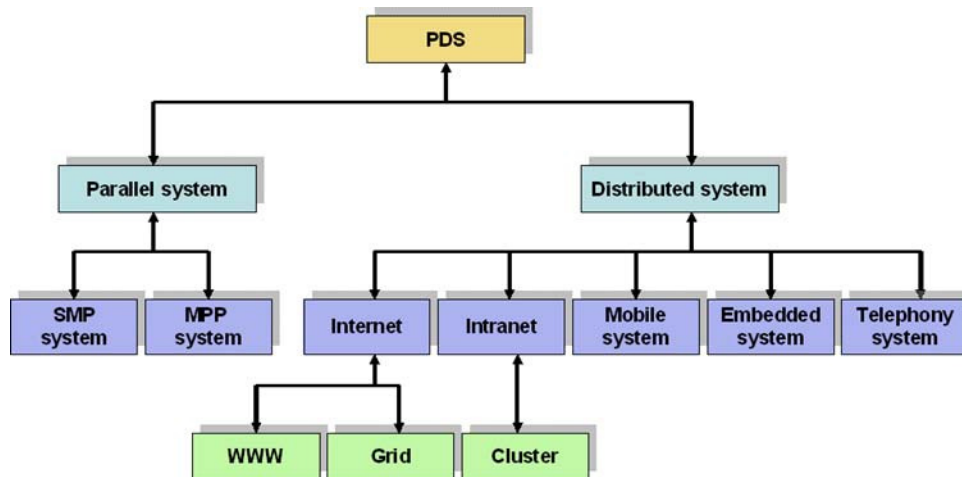 PDS
Parallel system
Distributed system
SMP
system
MPP
system
Internet
Intranet
Mobile
system
Embedded
system
Telephony
system
WWW
Grid
Cluster